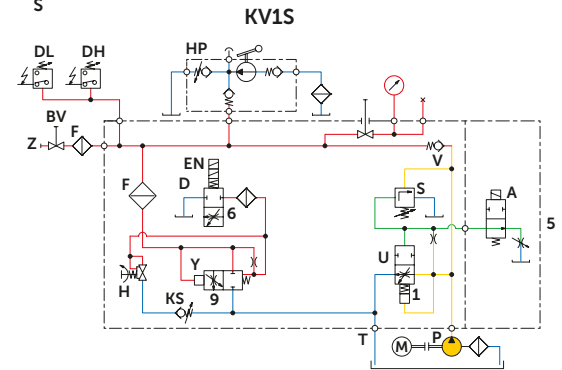 S
KV1S
DL DH HP
BV
Z F
V
EN
F D S A
6 5
Y U
H 9 1
KS
T P
M